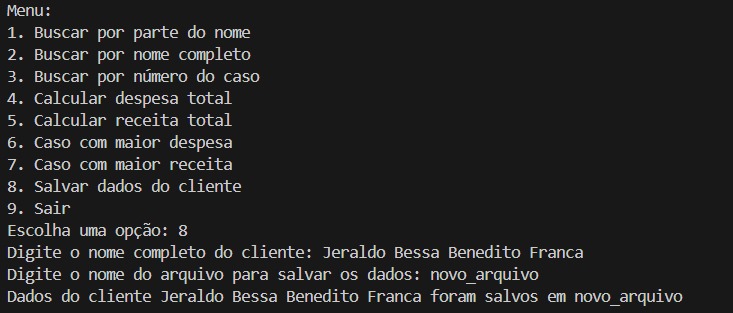 Menu:
1. Buscar por parte do nome
2. Buscar por nome completo
3. Buscar por número do caso
4. Calcular despesa total
5. Calcular receita total
6. Caso com maior despesa
7. Caso com maior receita
8. Salvar dados do cliente
9. Sair
Escolha uma opção: 8
Digite o nome completo do cliente: Jeraldo Bessa Benedito Franca
Digite o nome do arquivo para salvar os dados: novo_arquivo
Dados do cliente Jeraldo Bessa Benedito Franca foram salvos em novo_arquivo